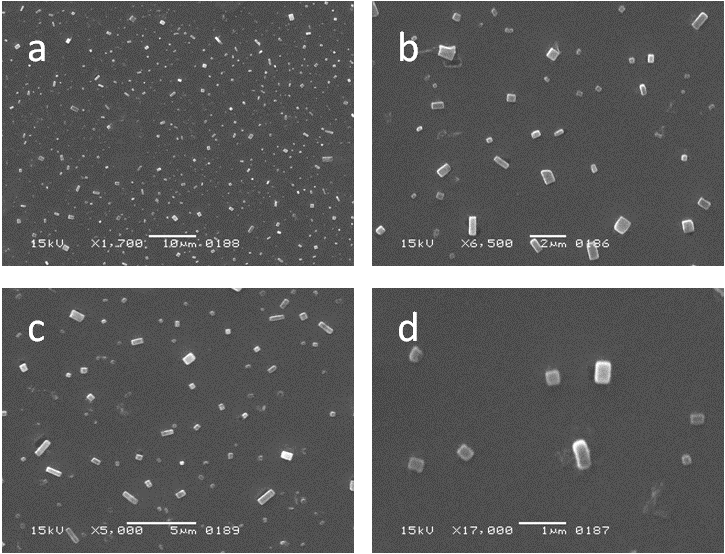 a
15kV X1,700 10μm 0188
b
15kV X6,500 2μm 0186
c
15kV X5,000 5μm 0189
d
15kV X17,000 1μm 0187